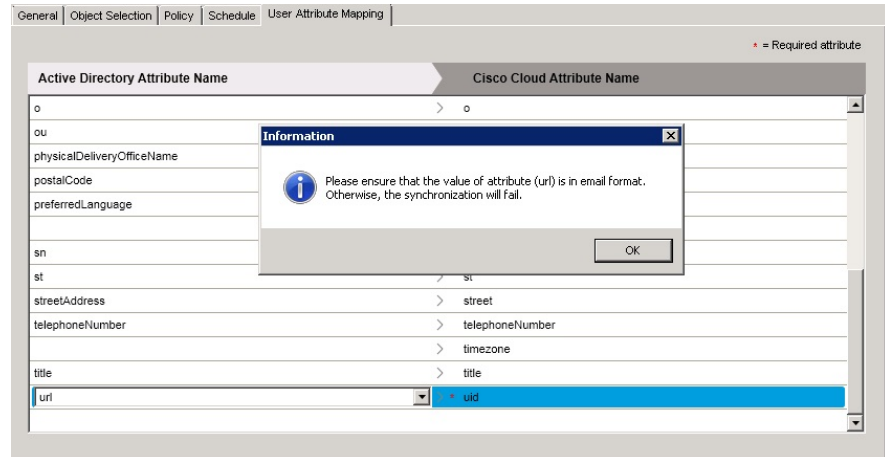 General Object Selection Policy Schedule User Attribute Mapping
* = Required attribute
Active Directory Attribute Name Cisco Cloud Attribute Name
o > o
ou
Information
physicalDeliveryOfficeName
postalCode
Please ensure that the value of attribute (url) is in email format.
Otherwise, the synchronization will fail.
preferredLanguage
OK
sn
st > st
streetAddress > street
telephoneNumber > telephoneNumber
> timezone
title > title
url > * uid